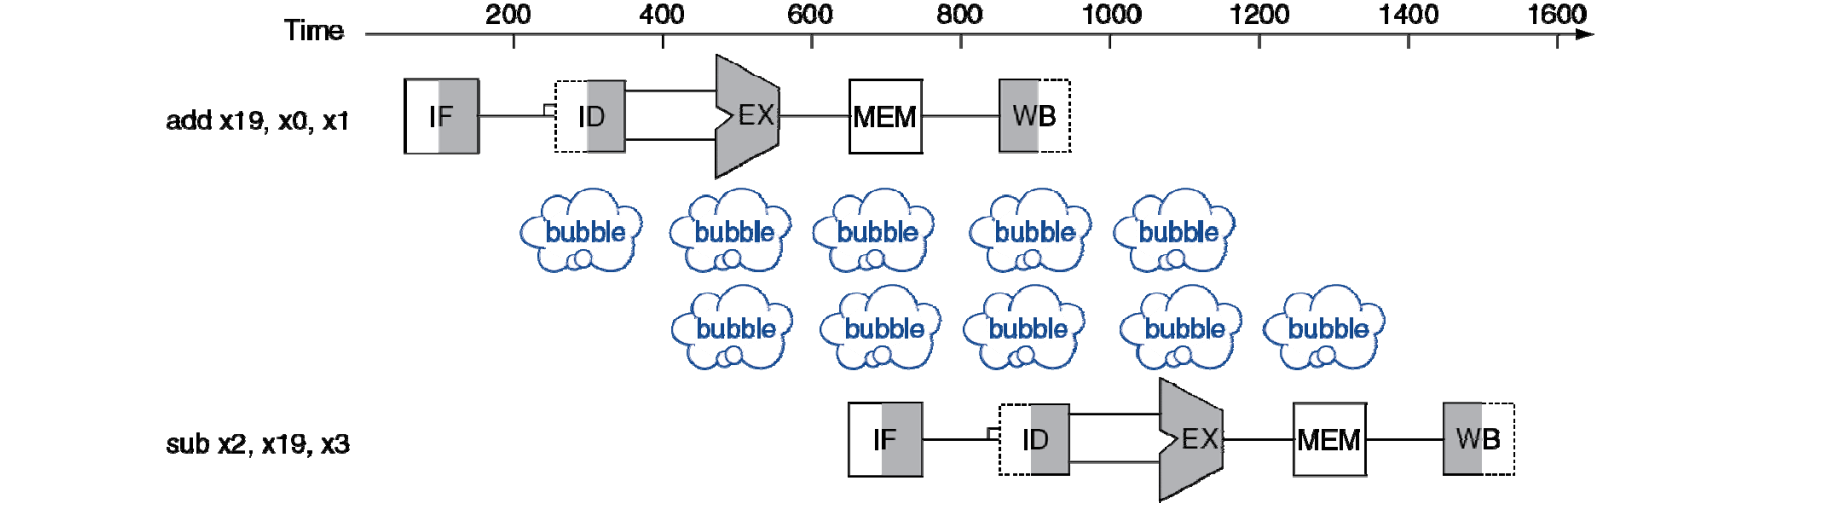 200 400 600 800 1000 1200 1400 1600
Time
add x19, x0, x1 IF ID EX MEM WB
bubble bubble bubble bubble bubble
bubble bubble bubble bubble bubble
sub x2, x19, x3 IF ID EX MEM WB